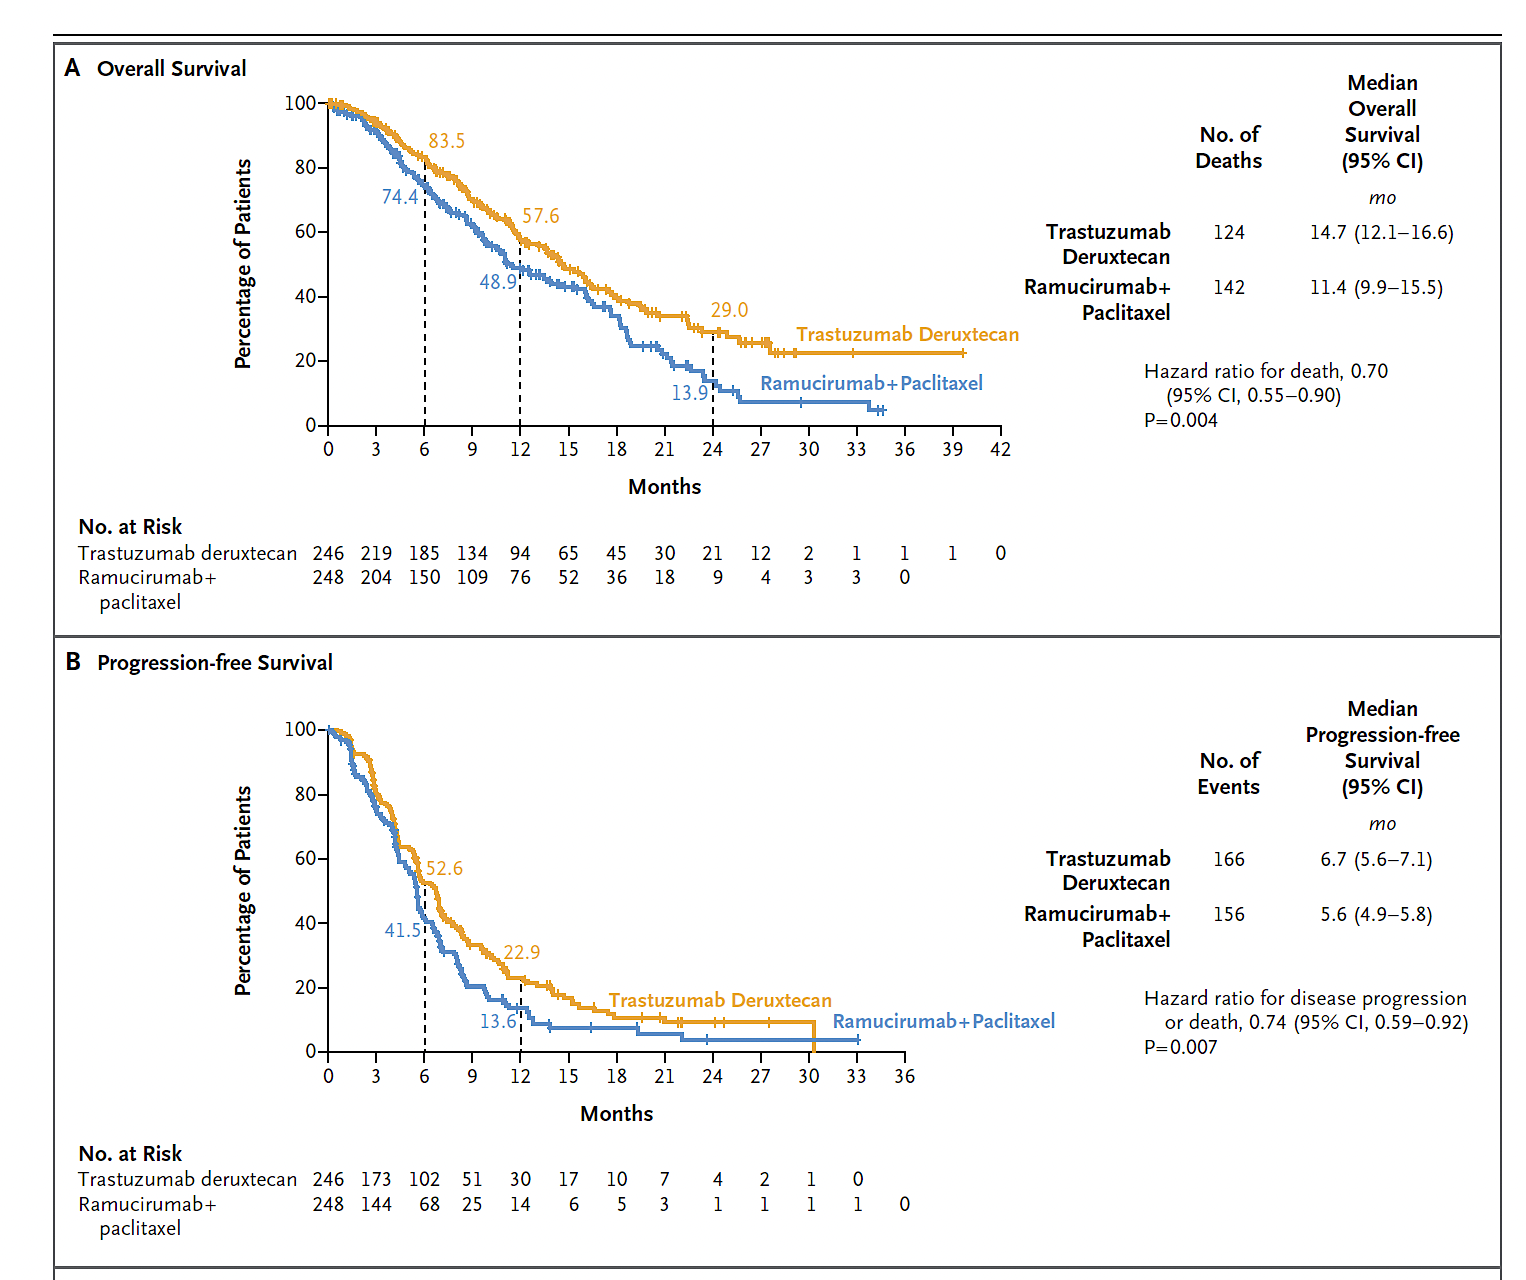 A Overall Survival
Median
Overall
Survival
(95% CI)
No. of
Deaths
mo
Trastuzumab
Deruxtecan
124
14.7 (12.1–16.6)
Ramucirumab+
Paclitaxel
142
11.4 (9.9–15.5)
Hazard ratio for death, 0.70
(95% CI, 0.55–0.90)
P=0.004
Percentage of Patients
100
80
60
40
20
0
83.5
74.4
57.6
48.9
29.0
13.9
Trastuzumab Deruxtecan
Ramucirumab+Paclitaxel
0 3 6 9 12 15 18 21 24 27 30 33 36 39 42
Months
No. at Risk
Trastuzumab deruxtecan 246 219 185 134 94 65 45 30 21 12 2 1 1 1 0
Ramucirumab+ 248 204 150 109 76 52 36 18 9 4 3 3 0
paclitaxel
B Progression-free Survival
Median
Progression-free
Survival
(95% CI)
No. of
Events
mo
Trastuzumab
Deruxtecan
166
6.7 (5.6–7.1)
Ramucirumab+
Paclitaxel
156
5.6 (4.9–5.8)
Hazard ratio for disease progression
or death, 0.74 (95% CI, 0.59–0.92)
P=0.007
Percentage of Patients
100
80
60
40
20
0
52.6
41.5
22.9
13.6
Trastuzumab Deruxtecan
Ramucirumab+Paclitaxel
0 3 6 9 12 15 18 21 24 27 30 33 36
Months
No. at Risk
Trastuzumab deruxtecan 246 173 102 51 30 17 10 7 4 2 1 0
Ramucirumab+ 248 144 68 25 14 6 5 3 1 1 1 1 0
paclitaxel